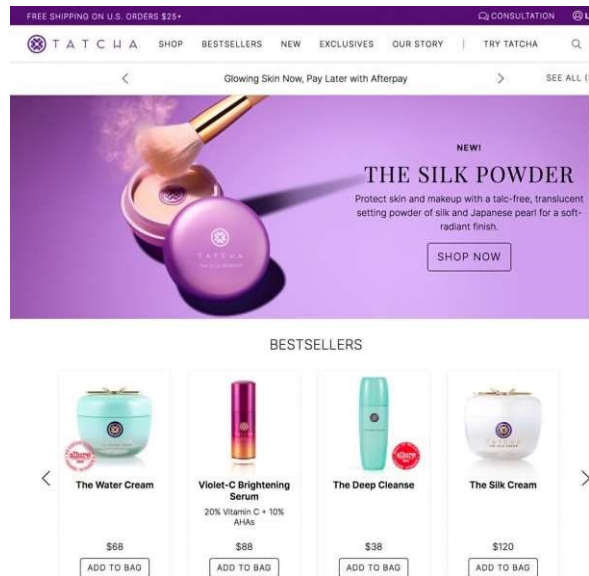 FREE SHIPPING ON U.S. ORDERS $25+
CONSULTATION
TATCHA
SHOP
BESTSELLERS
NEW
EXCLUSIVES
OUR STORY
TRY TATCHA
Glowing Skin Now, Pay Later with Afterpay
SEE ALL
NEW!
THE SILK POWDER
Protect skin and makeup with a talc-free, translucent
setting powder of silk and Japanese pearl for a soft-
radiant finish.
SHOP NOW
TATCHA
BESTSELLERS
allure
The Water Cream
$68
ADD TO BAG
Violet-C Brightening
Serum
20% Vitamin C + 10%
AHAs
$88
ADD TO BAG
allure
The Deep Cleanse
$38
ADD TO BAG
The Silk Cream
$120
ADD TO BAG